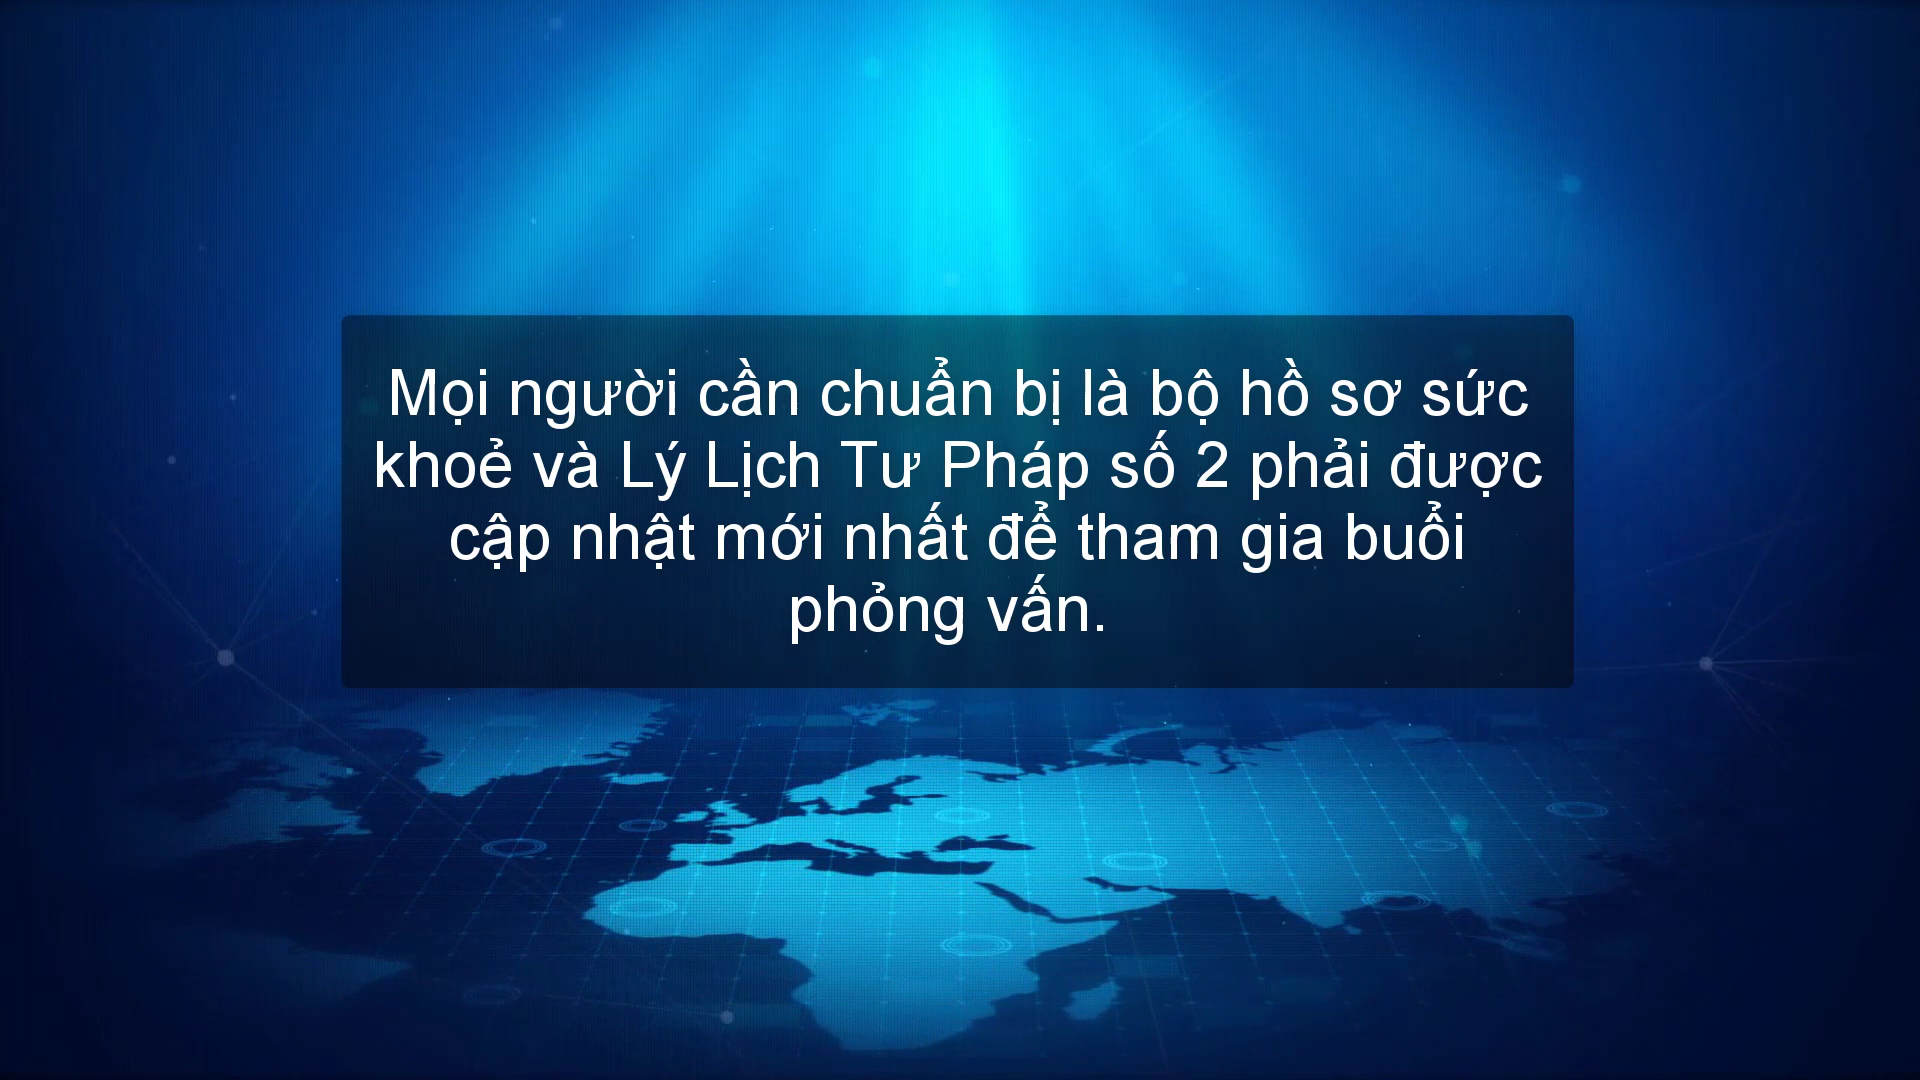 Mọi người cần chuẩn bị là bộ hồ sơ sức
khoẻ và Lý Lịch Tư Pháp số 2 phải được
cập nhật mới nhất để tham gia buổi
phỏng vấn.